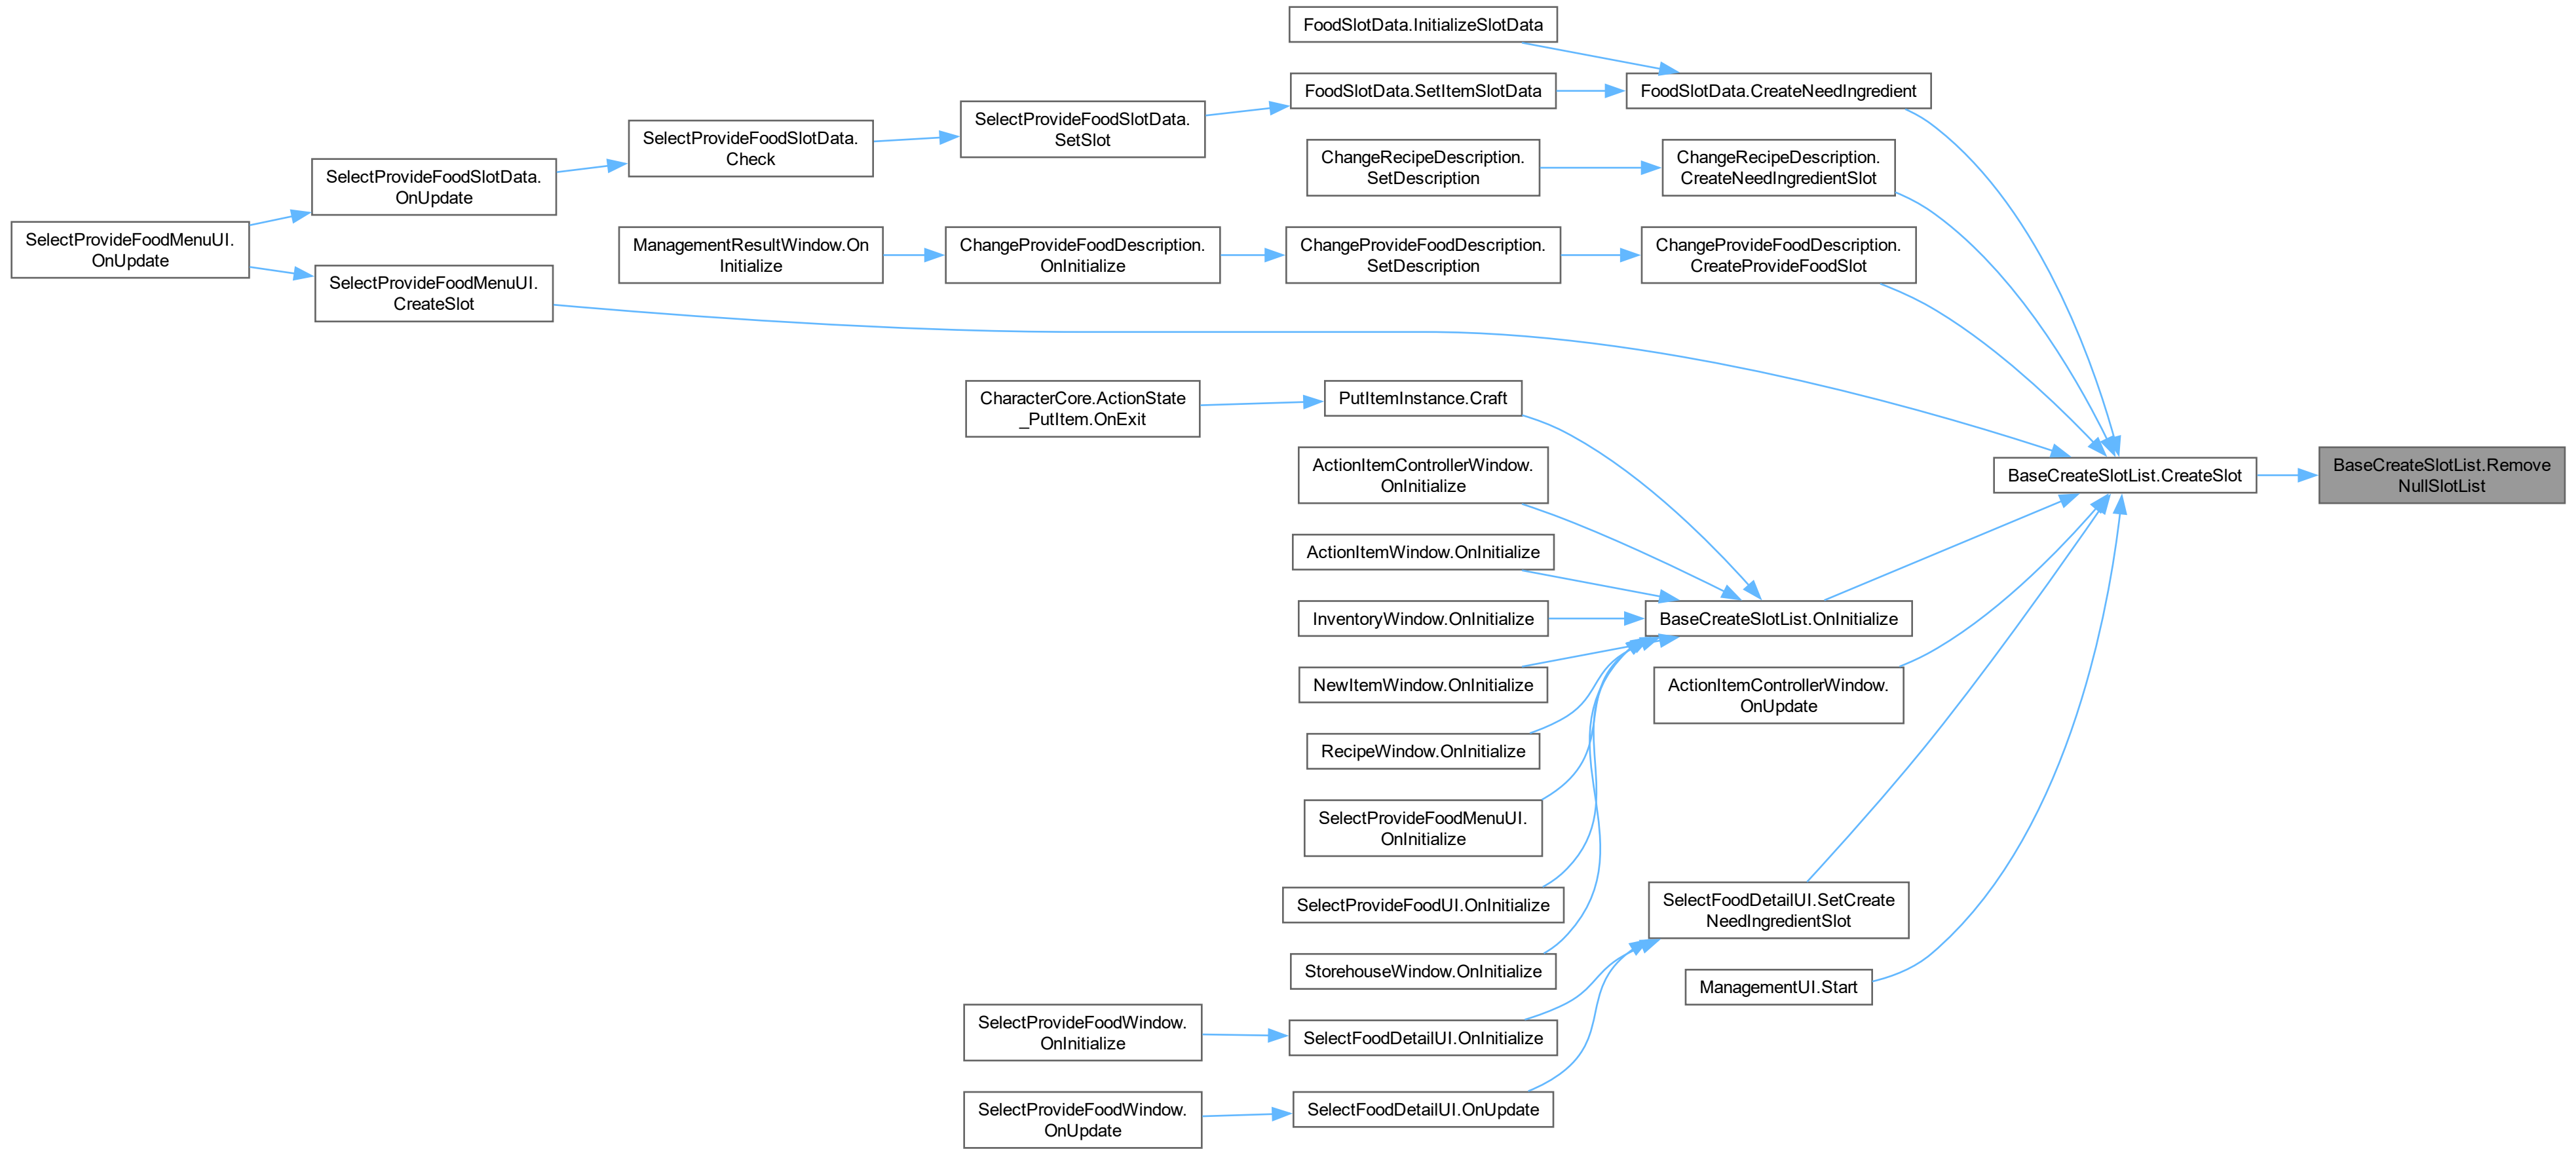 FoodSlotData.InitializeSlotData
FoodSlotData.SetItemSlotData
FoodSlotData.CreateNeedIngredient
SelectProvideFoodSlotData.
SetSlot
SelectProvideFoodSlotData.
Check
ChangeRecipeDescription.
SetDescription
ChangeRecipeDescription.
CreateNeedIngredientSlot
SelectProvideFoodSlotData.
OnUpdate
SelectProvideFoodMenuUI.
OnUpdate
ManagementResultWindow.On
Initialize
ChangeProvideFoodDescription.
OnInitialize
ChangeProvideFoodDescription.
SetDescription
ChangeProvideFoodDescription.
CreateProvideFoodSlot
SelectProvideFoodMenuUI.
CreateSlot
CharacterCore.ActionState
_PutItem.OnExit
PutItemInstance.Craft
ActionItemControllerWindow.
OnInitialize
BaseCreateSlotList.CreateSlot
BaseCreateSlotList.Remove
NullSlotList
ActionItemWindow.OnInitialize
InventoryWindow.OnInitialize
BaseCreateSlotList.OnInitialize
NewItemWindow.OnInitialize
ActionItemControllerWindow.
OnUpdate
RecipeWindow.OnInitialize
SelectProvideFoodMenuUI.
OnInitialize
SelectProvideFoodUI.OnInitialize
SelectFoodDetailUI.SetCreate
NeedIngredientSlot
StorehouseWindow.OnInitialize
ManagementUI.Start
SelectProvideFoodWindow.
OnInitialize
SelectFoodDetailUI.OnInitialize
SelectProvideFoodWindow.
OnUpdate
SelectFoodDetailUI.OnUpdate